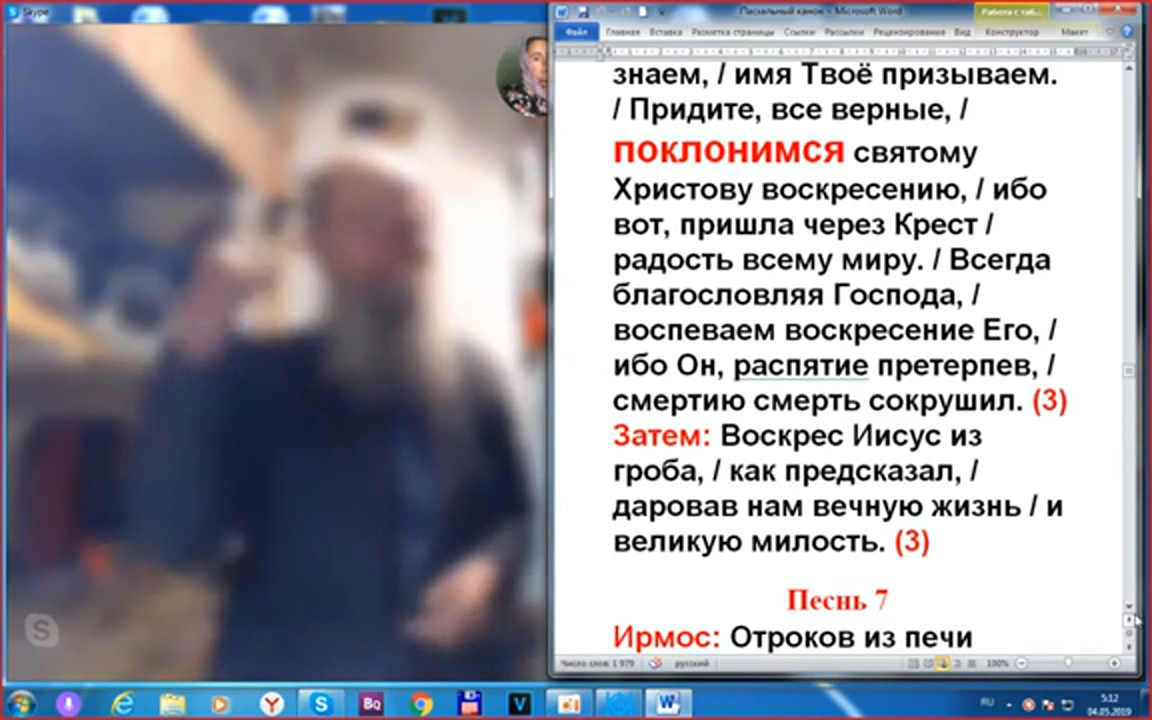 Skype
Пасхальный канон - Microsoft Word
Работа с таб...
Файл Главная Вставка Разметка страницы Ссылки Рассылки Рецензирование Вид Конструктор Макет
знаем, / имя Твоё призываем.
/ Придите, все верные, /
поклонимся святому
Христову воскресению, / ибо
вот, пришла через Крест /
радость всему миру. / Всегда
благословляя Господа, /
воспеваем воскресение Его, /
ибо Он, распятие претерпев, /
смертию смерть сокрушил. (3)
Затем: Воскрес Иисус из
гроба, / как предсказал, /
даровав нам вечную жизнь / и
великую милость. (3)
Песнь 7
Ирмос: Отроков из печи
Число слов: 1 979 русский 100%
RU 5:12
04.05.2019